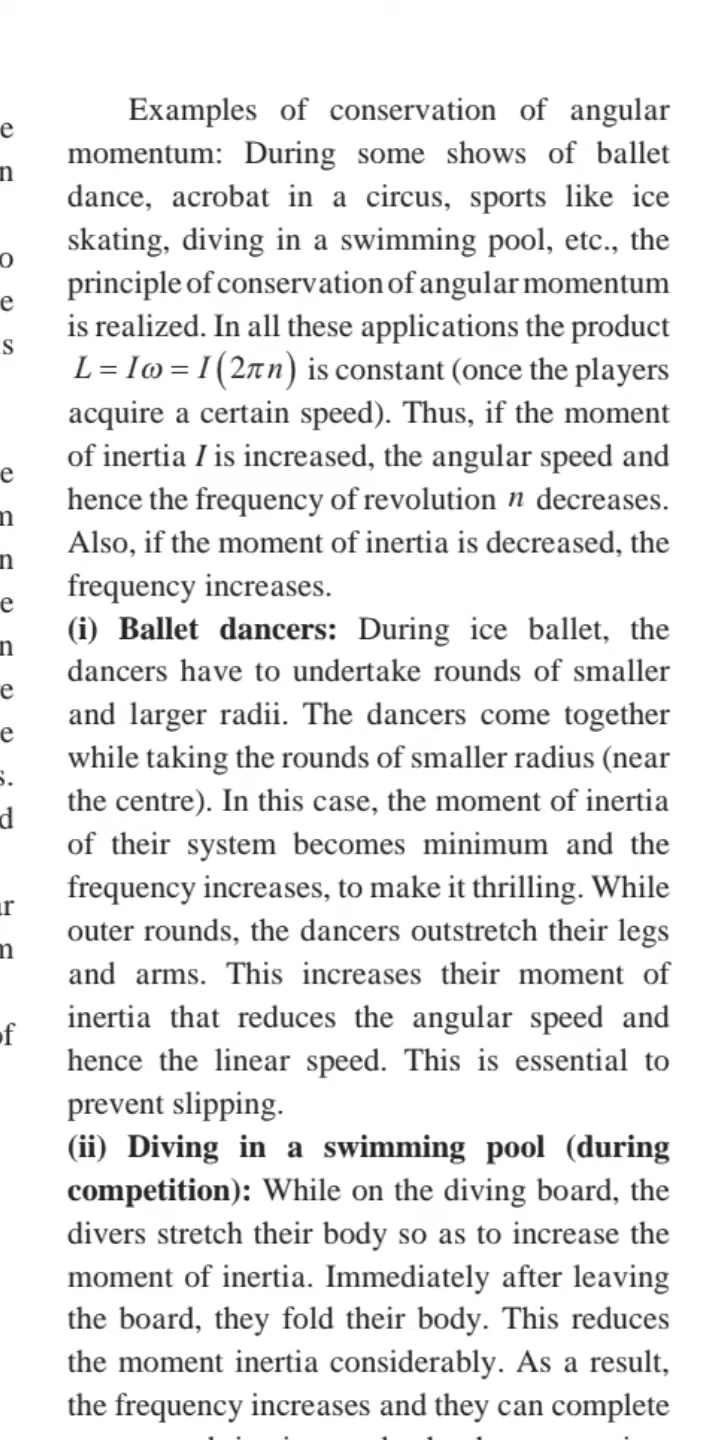 e
n
o
e
s
e
m
n
e
n
e
e
s.
d
ar
m
of
Examples of conservation of angular
momentum: During some shows of ballet
dance, acrobat in a circus, sports like ice
skating, diving in a swimming pool, etc., the
principle of conservation of angular momentum
is realized. In all these applications the product
L = Iω = I(2πn) is constant (once the players
acquire a certain speed). Thus, if the moment
of inertia I is increased, the angular speed and
hence the frequency of revolution n decreases.
Also, if the moment of inertia is decreased, the
frequency increases.
(i) Ballet dancers: During ice ballet, the
dancers have to undertake rounds of smaller
and larger radii. The dancers come together
while taking the rounds of smaller radius (near
the centre). In this case, the moment of inertia
of their system becomes minimum and the
frequency increases, to make it thrilling. While
outer rounds, the dancers outstretch their legs
and arms. This increases their moment of
inertia that reduces the angular speed and
hence the linear speed. This is essential to
prevent slipping.
(ii) Diving in a swimming pool (during
competition): While on the diving board, the
divers stretch their body so as to increase the
moment of inertia. Immediately after leaving
the board, they fold their body. This reduces
the moment inertia considerably. As a result,
the frequency increases and they can complete